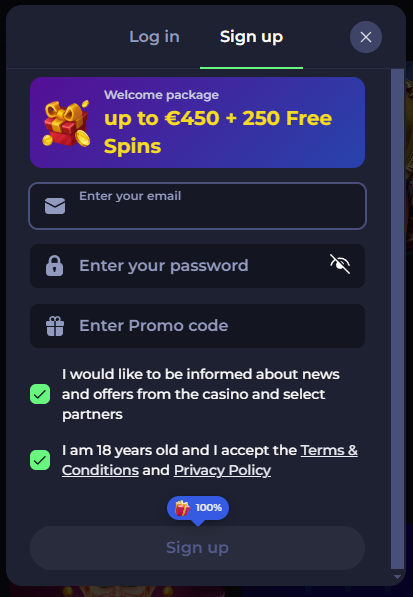 Log in
Sign up
Welcome package
up to €450 + 250 Free
Spins
Enter your email
Enter your password
Enter Promo code
I would like to be informed about news
and offers from the casino and select
partners
I am 18 years old and I accept the Terms &
Conditions and Privacy Policy
100%
Sign up